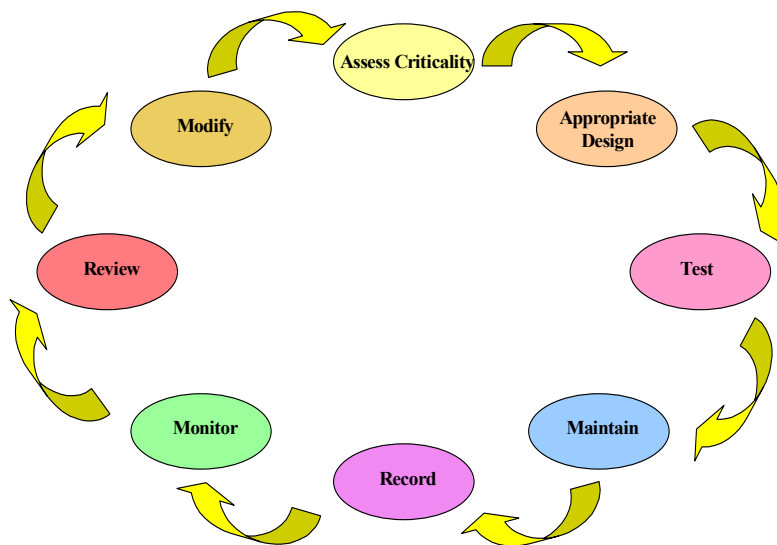 Assess Criticality
Appropriate
Design
Test
Maintain
Record
Monitor
Review
Modify